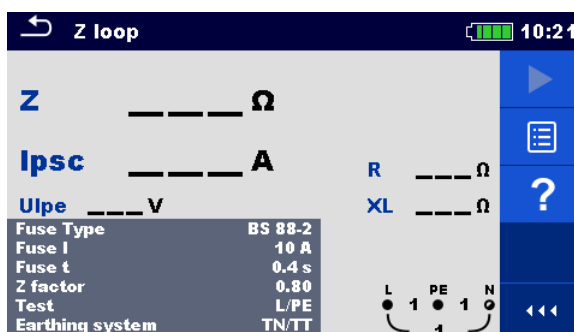 Z loop 10:21
Z ___ Ω
Ipsc ___ A
R ___ Ω
Ulpe ___ V
XL ___ Ω
Fuse Type BS 88-2
Fuse I 10 A
Fuse t 0.4 s
Z factor 0.80
Test L/PE
Earthing system TN/TT
L PE N
1 1
1
?